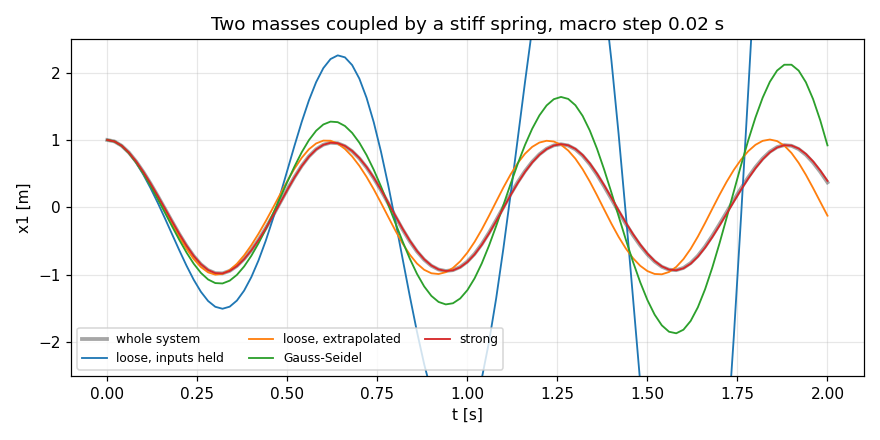 Two masses coupled by a stiff spring, macro step 0.02 s
x1 [m]
2
1
0
−1
−2
whole system
loose, inputs held
loose, extrapolated
Gauss-Seidel
strong
0.00 0.25 0.50 0.75 1.00 1.25 1.50 1.75 2.00
t [s]